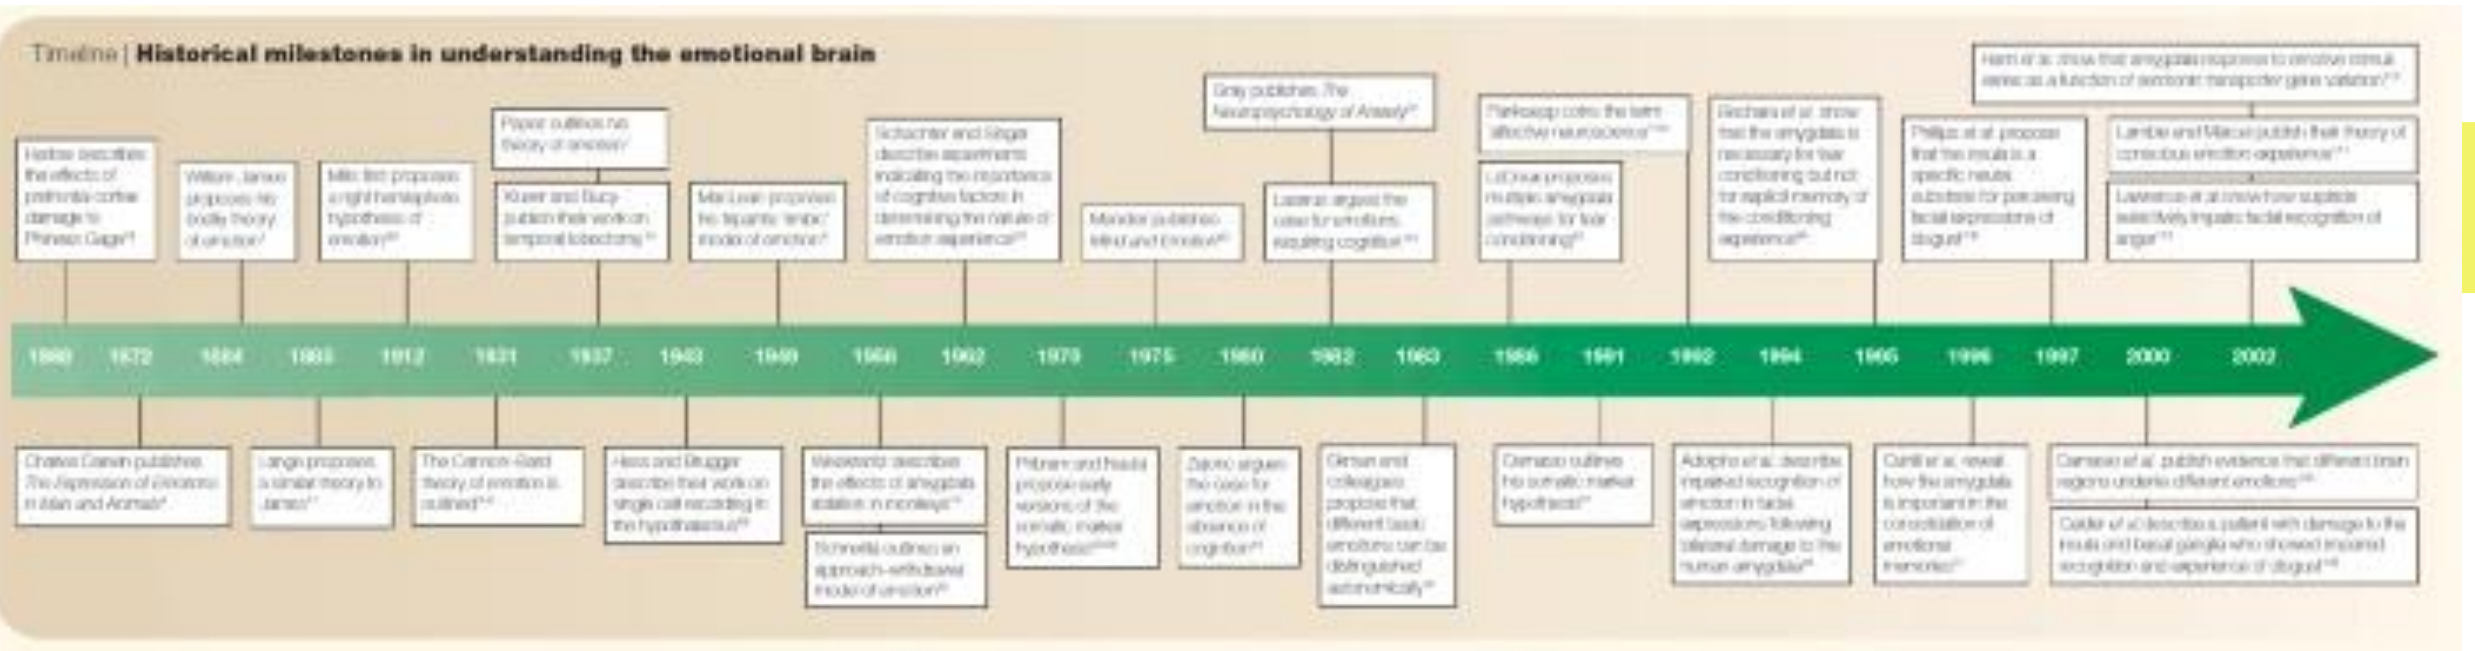 Timeline | Historical milestones in understanding the emotional brain
Gray publishes The
Neuropsychology of Anxiety
Harlow describes
the effects of
prefrontal cortex
damage to
Phineas Gage
William James
proposes his
bodily theory
of emotion
Mills first proposes
a right hemisphere
hypothesis of
emotion
Papez outlines his
theory of emotion
Kluver and Bucy
publish their work on
temporal lobectomy
MacLean proposes
his tripartite 'limbic'
model of emotion
Schachter and Singer
describe experiments
indicating the importance
of cognitive factors in
determining the nature of
emotion experience
Mandler publishes
Mind and Emotion
Lazarus argues the
case for emotions
requiring cognition
Panksepp coins the term
'affective neuroscience'
LeDoux proposes
multiple amygdala
pathways for fear
conditioning
Bechara et al. show
that the amygdala is
necessary for fear
conditioning but not
for explicit memory of
the conditioning
experience
Phillips et al. propose
that the insula is a
specific neural
substrate for perceiving
facial expressions of
disgust
Hariri et al. show that amygdala response to emotive stimuli
varies as a function of serotonin transporter gene variation
Lambie and Marcel publish their theory of
conscious emotion experience
Lawrence et al. show how sulpiride
selectively impairs facial recognition of
anger
1872 1884 1912 1931 1937 1949 1962 1975 1980 1982 1991 1992 1994 1995 1996 1997 2000 2002
Charles Darwin publishes
The Expression of Emotions
in Man and Animals
Lange proposes
a similar theory to
James
The Cannon–Bard
theory of emotion is
outlined
Hess and Brugger
describe their work on
single cell recording in
the hypothalamus
Weiskrantz describes
the effects of amygdala
ablation in monkeys
Schneirla outlines an
approach–withdrawal
model of emotion
Pribram and Nauta
propose early
versions of the
somatic marker
hypothesis
Zajonc argues
the case for
emotion in the
absence of
cognition
Ekman and
colleagues
propose that
different basic
emotions can be
distinguished
autonomically
Damasio outlines
his somatic marker
hypothesis
Adolphs et al. describe
impaired recognition of
emotion in facial
expressions following
bilateral damage to the
human amygdala
Cahill et al. reveal
how the amygdala
is important in the
consolidation of
emotional
memories
Damasio et al. publish evidence that different brain
regions underlie different emotions
Calder et al. describe a patient with damage to the
insula and basal ganglia who showed impaired
recognition and experience of disgust